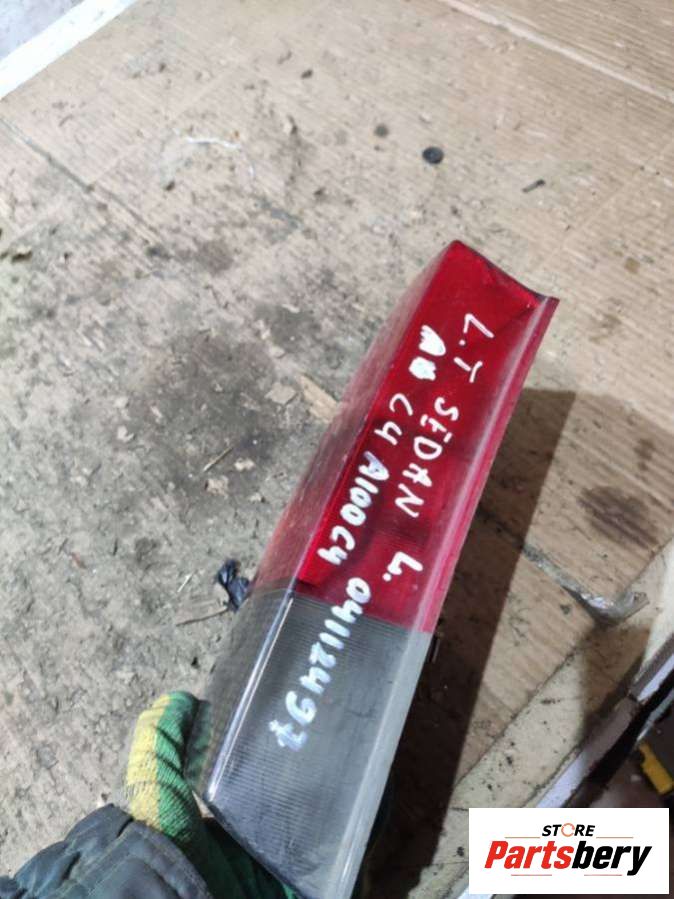 L.T SEDAN L.
C4 A100C4 04112497
STORE
Partsbery